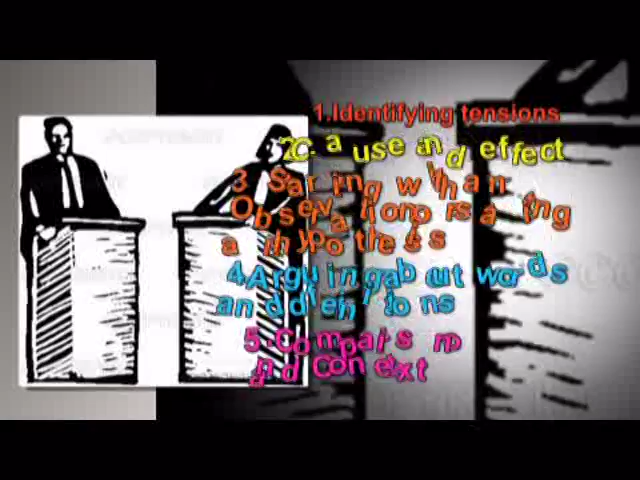 1.Identifying tensions
2.Cause and effect
3 Starting with an
Observation or stating
a hypothesis
4.Arguing about words
and definitions
5.Comparison
and Context